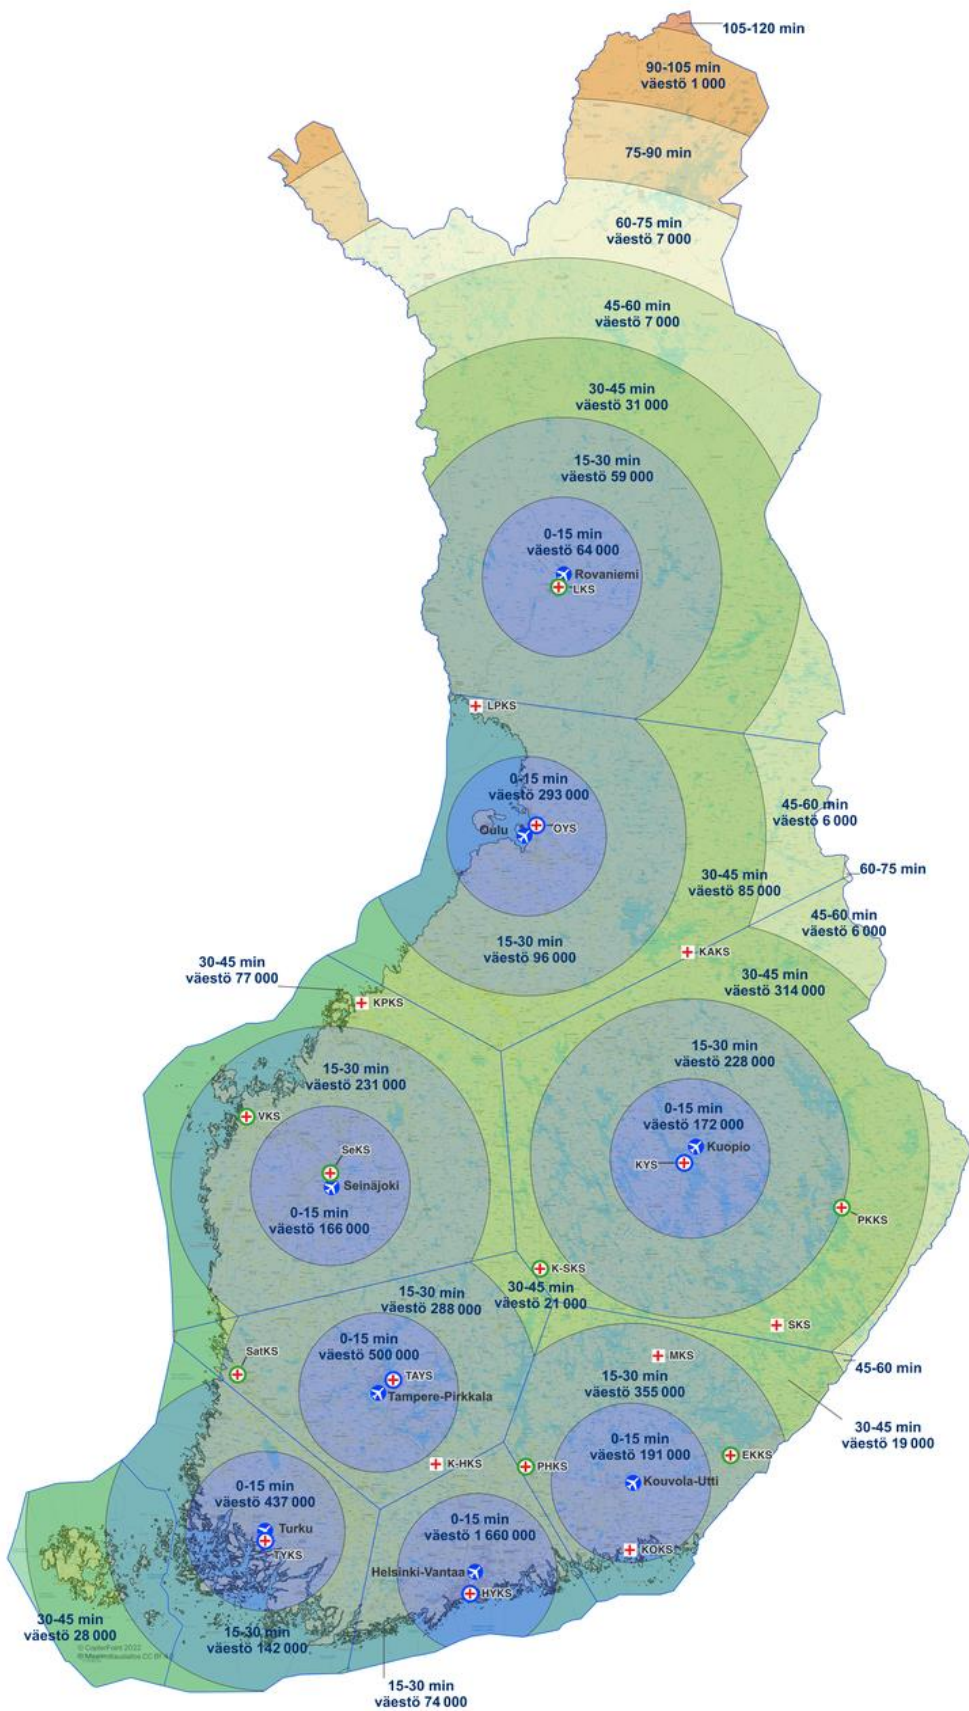 105-120 min
90-105 min
väestö 1 000
75-90 min
60-75 min
väestö 7 000
45-60 min
väestö 7 000
30-45 min
väestö 31 000
15-30 min
väestö 59 000
0-15 min
väestö 64 000
Rovaniemi
LKS
LPKS
0-15 min
väestö 293 000
Oulu
OYS
45-60 min
väestö 6 000
60-75 min
30-45 min
väestö 85 000
45-60 min
väestö 6 000
15-30 min
väestö 96 000
KAKS
30-45 min
väestö 77 000
30-45 min
väestö 314 000
KPKS
15-30 min
väestö 228 000
15-30 min
väestö 231 000
VKS
0-15 min
väestö 172 000
Kuopio
KYS
SeKS
Seinäjoki
0-15 min
väestö 166 000
PKKS
K-SKS
30-45 min
väestö 21 000
15-30 min
väestö 288 000
SKS
0-15 min
väestö 500 000
SatKS
TAYS
Tampere-Pirkkala
MKS
45-60 min
15-30 min
väestö 355 000
30-45 min
väestö 19 000
0-15 min
väestö 191 000
EKKS
K-HKS
PHKS
Kouvola-Utti
0-15 min
väestö 437 000
Turku
TYKS
0-15 min
väestö 1 660 000
KOKS
Helsinki-Vantaa
HYKS
30-45 min
väestö 28 000
15-30 min
väestö 142 000
© CopterPoint 2022
© Maanmittauslaitos CC BY 4.0
15-30 min
väestö 74 000